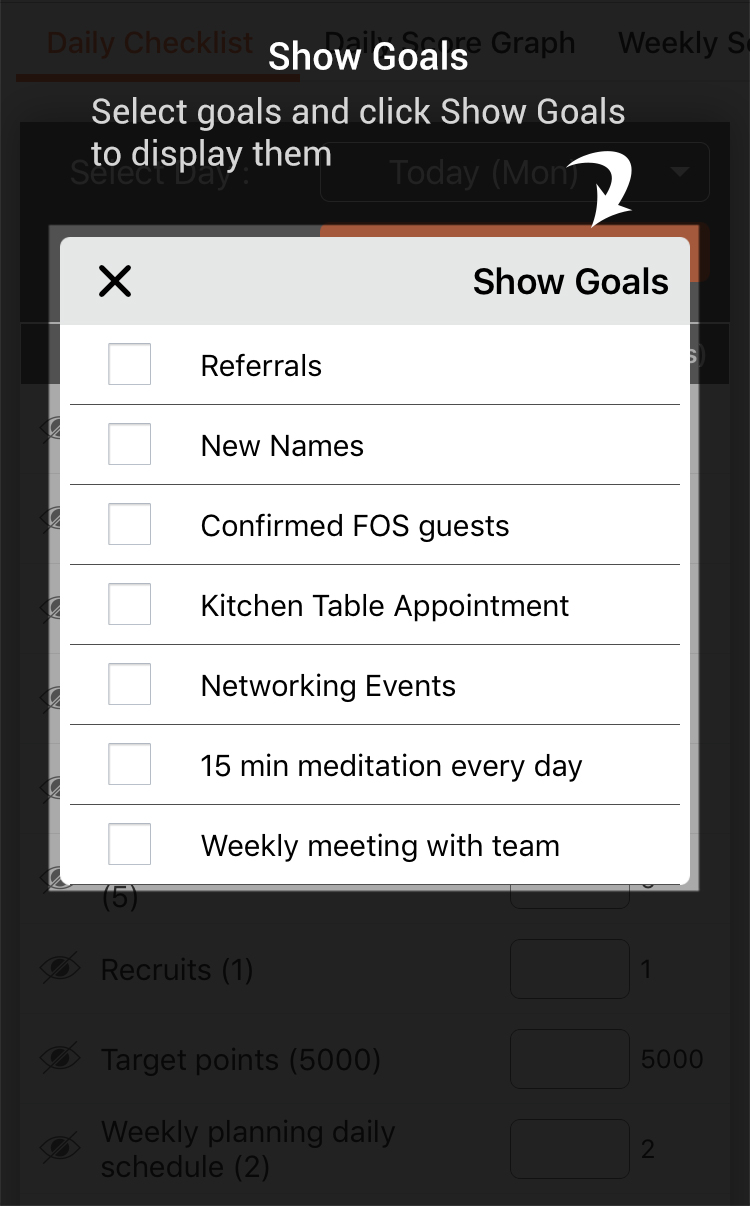 Daily Checklist
Daily Score Graph
Weekly
Show Goals
Select goals and click Show Goals
to display them
Select Day :
Today (Mon)
Show Goals
s)
Referrals
New Names
Confirmed FOS guests
Kitchen Table Appointment
Networking Events
15 min meditation every day
Weekly meeting with team
(5)
Recruits (1)
1
Target points (5000)
5000
Weekly planning daily
schedule (2)
2